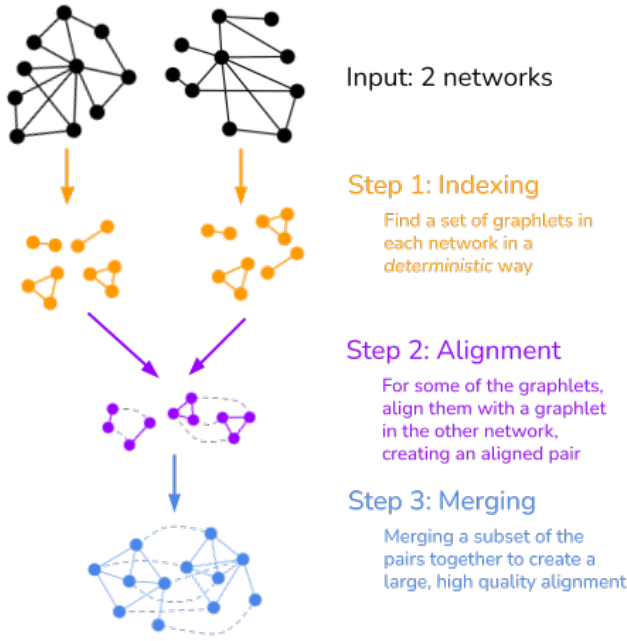 Input: 2 networks
Step 1: Indexing
Find a set of graphlets in
each network in a
deterministic way
Step 2: Alignment
For some of the graphlets,
align them with a graphlet
in the other network,
creating an aligned pair
Step 3: Merging
Merging a subset of the
pairs together to create a
large, high quality alignment